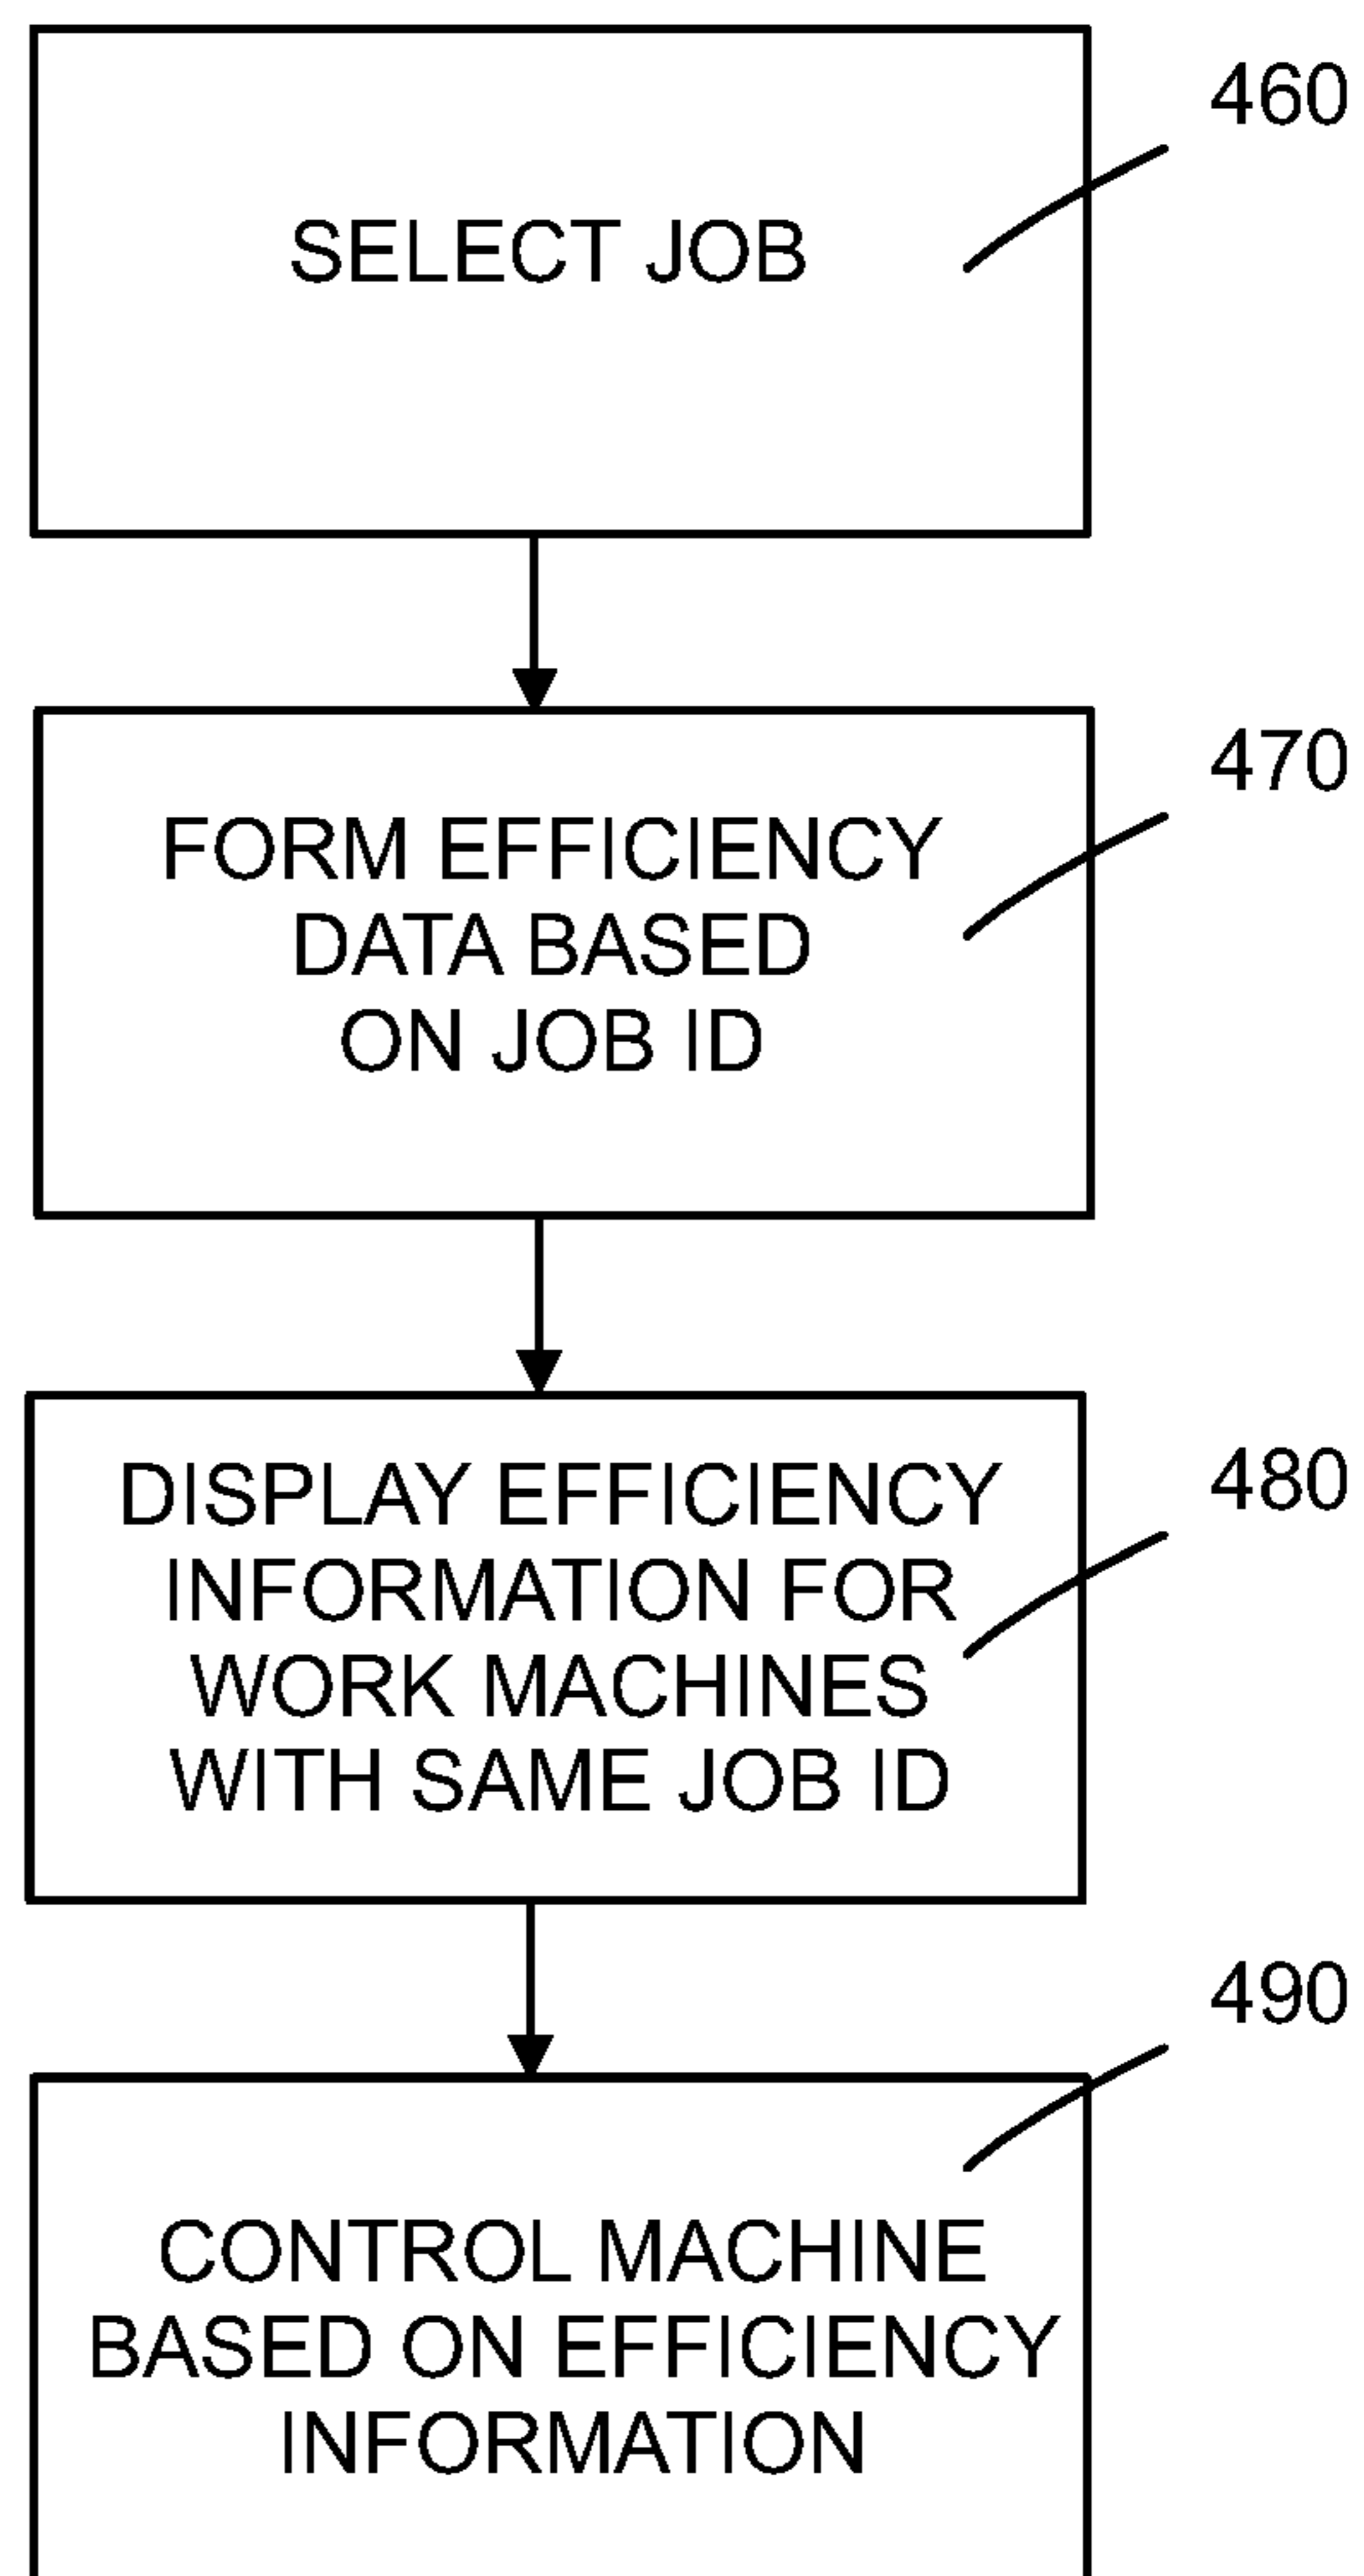 460
SELECT JOB
470
FORM EFFICIENCY
DATA BASED
ON JOB ID
480
DISPLAY EFFICIENCY
INFORMATION FOR
WORK MACHINES
WITH SAME JOB ID
490
CONTROL MACHINE
BASED ON EFFICIENCY
INFORMATION